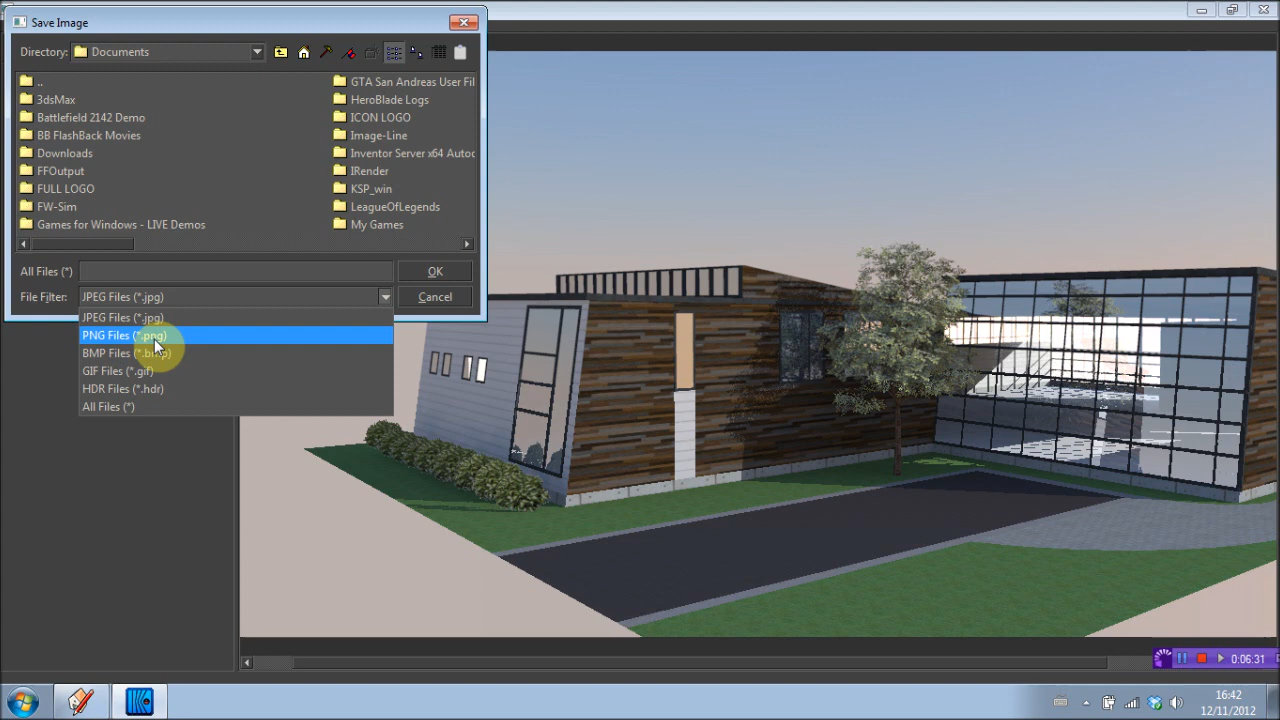 Save Image
Directory: Documents
..
3dsMax
Battlefield 2142 Demo
BB FlashBack Movies
Downloads
FFOutput
FULL LOGO
FW-Sim
Games for Windows - LIVE Demos
GTA San Andreas User Fil
HeroBlade Logs
ICON LOGO
Image-Line
Inventor Server x64 Autoc
IRender
KSP_win
LeagueOfLegends
My Games
All Files (*)
OK
File Filter: JPEG Files (*.jpg)
Cancel
JPEG Files (*.jpg)
PNG Files (*.png)
BMP Files (*.bmp)
GIF Files (*.gif)
HDR Files (*.hdr)
All Files (*)
0:06:31
16:42
12/11/2012